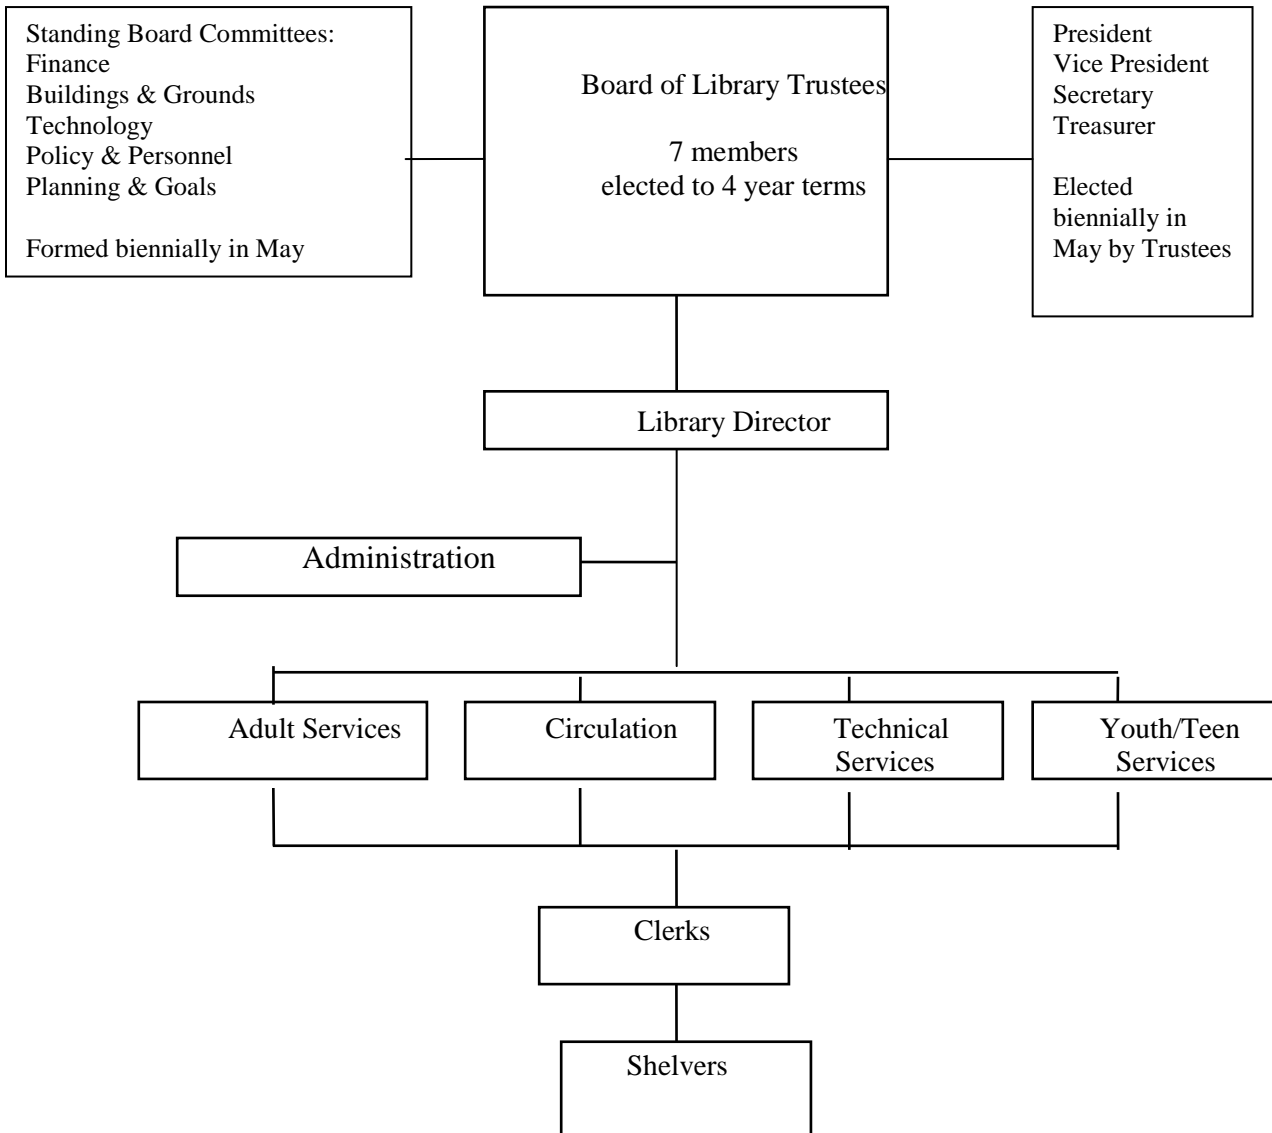 Standing Board Committees:
Finance
Buildings & Grounds
Technology
Policy & Personnel
Planning & Goals
Formed biennially in May
Board of Library Trustees
7 members
elected to 4 year terms
President
Vice President
Secretary
Treasurer
Elected
biennially in
May by Trustees
Library Director
Administration
Adult Services
Circulation
Technical
Services
Youth/Teen
Services
Clerks
Shelvers